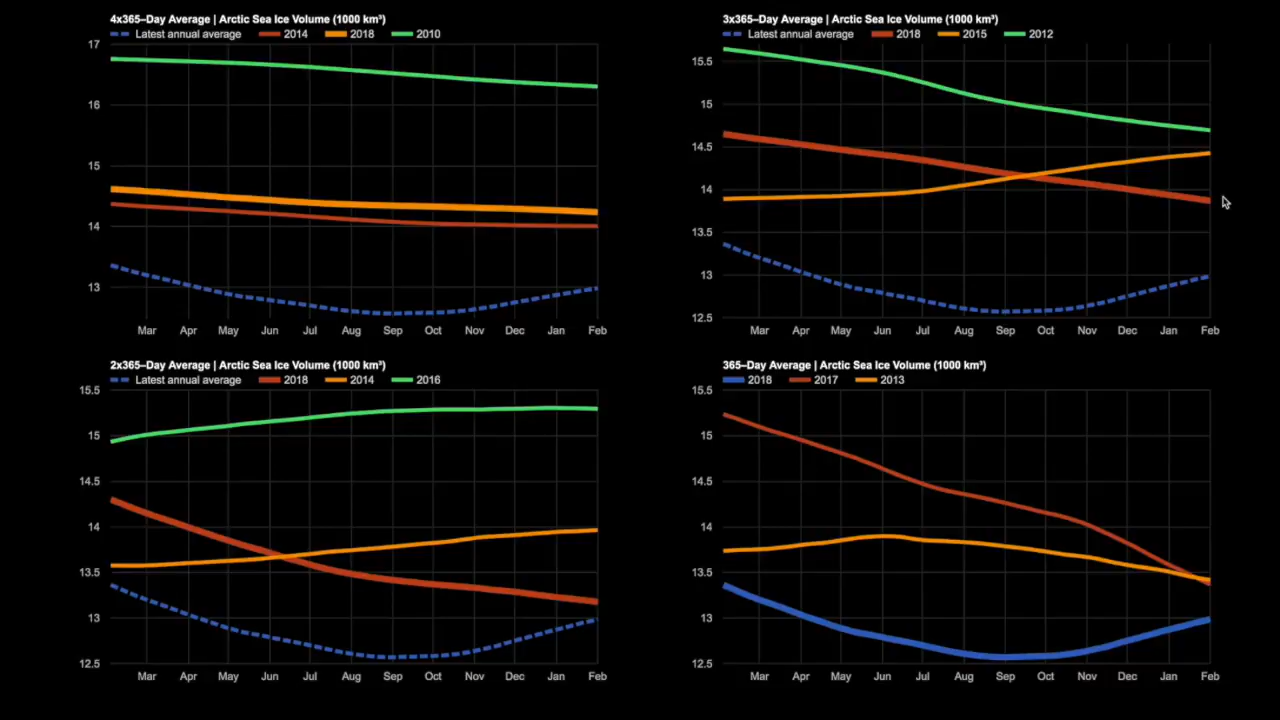 4x365–Day Average | Arctic Sea Ice Volume (1000 km³)
Latest annual average 2014 2018 2010
17
16
15
14
13
Mar Apr May Jun Jul Aug Sep Oct Nov Dec Jan Feb
3x365–Day Average | Arctic Sea Ice Volume (1000 km³)
Latest annual average 2018 2015 2012
15.5
15
14.5
14
13.5
13
12.5
Mar Apr May Jun Jul Aug Sep Oct Nov Dec Jan Feb
2x365–Day Average | Arctic Sea Ice Volume (1000 km³)
Latest annual average 2018 2014 2016
15.5
15
14.5
14
13.5
13
12.5
Mar Apr May Jun Jul Aug Sep Oct Nov Dec Jan Feb
365–Day Average | Arctic Sea Ice Volume (1000 km³)
2018 2017 2013
15.5
15
14.5
14
13.5
13
12.5
Mar Apr May Jun Jul Aug Sep Oct Nov Dec Jan Feb